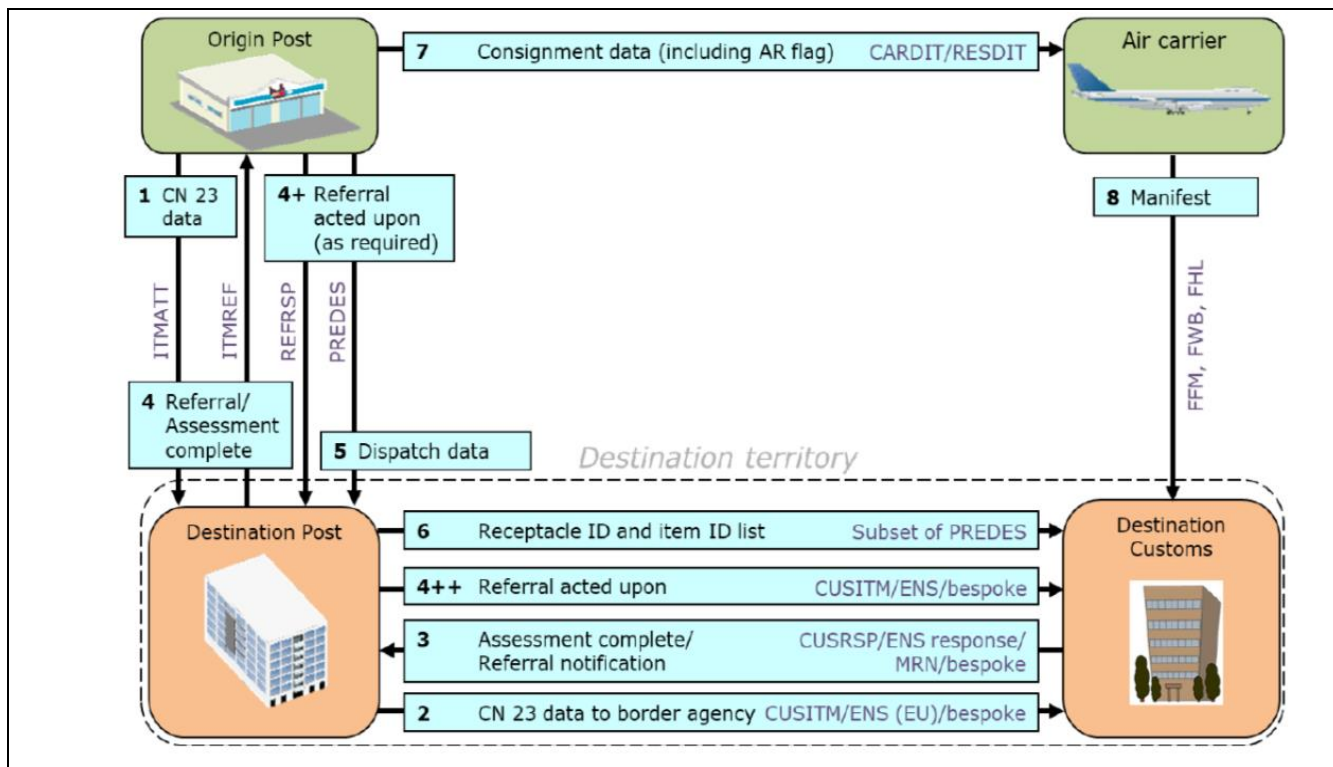 Origin Post
7 Consignment data (including AR flag) CARDIT/RESDIT
Air carrier
1 CN 23
data
4+ Referral
acted upon
(as required)
8 Manifest
ITMATT
ITMREF
REFRSP
PREDES
FFM, FWB, FHL
4 Referral/
Assessment
complete
5 Dispatch data
Destination territory
Destination Post
6 Receptacle ID and item ID list Subset of PREDES
Destination
Customs
4++ Referral acted upon CUSITM/ENS/bespoke
3 Assessment complete/ CUSRSP/ENS response/
Referral notification MRN/bespoke
2 CN 23 data to border agency CUSITM/ENS (EU)/bespoke